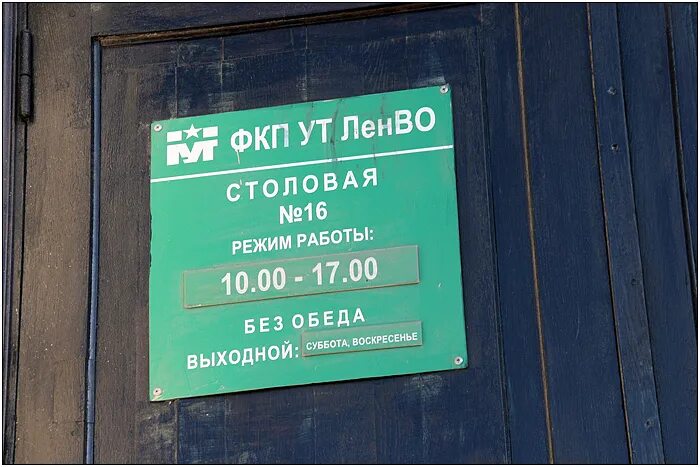 ФКП УТ ЛенВО
СТОЛОВАЯ
№16
РЕЖИМ РАБОТЫ:
10.00 - 17.00
БЕЗ ОБЕДА
ВЫХОДНОЙ: СУББОТА, ВОСКРЕСЕНЬЕ